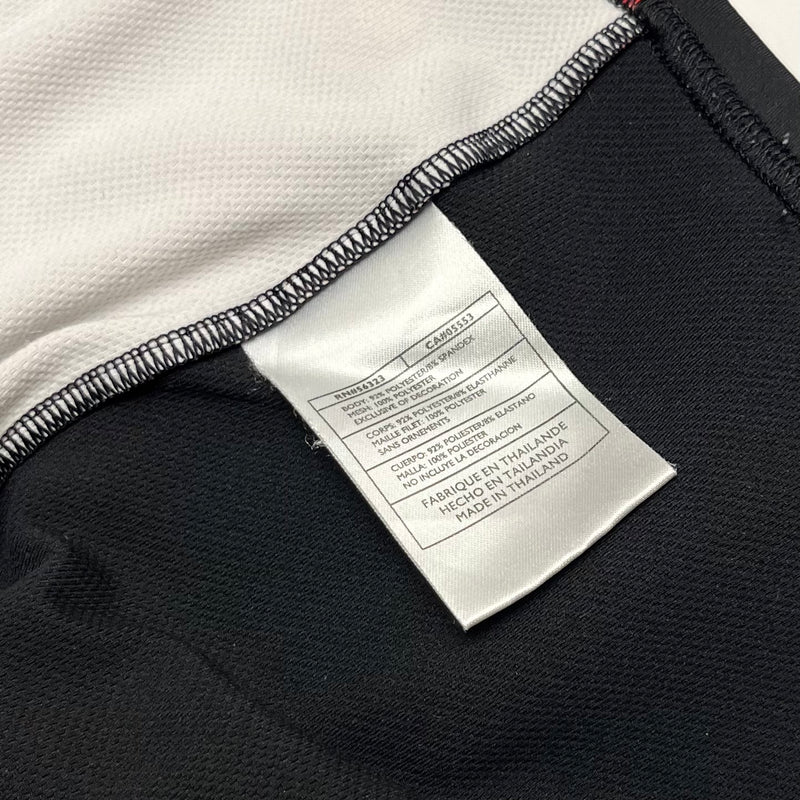 RN#56323 CA#05553
BODY: 92% POLYESTER/8% SPANDEX
MESH: 100% POLYESTER
EXCLUSIVE OF DECORATION
CORPS: 92% POLYESTER/8% ELASTHANNE
MAILLE FILET: 100% POLYESTER
SANS ORNEMENTS
CUERPO: 92% POLIESTER/8% ELASTANO
MALLA: 100% POLIESTER
NO INCLUYE LA DECORACION
FABRIQUE EN THAILANDE
HECHO EN TAILANDIA
MADE IN THAILAND